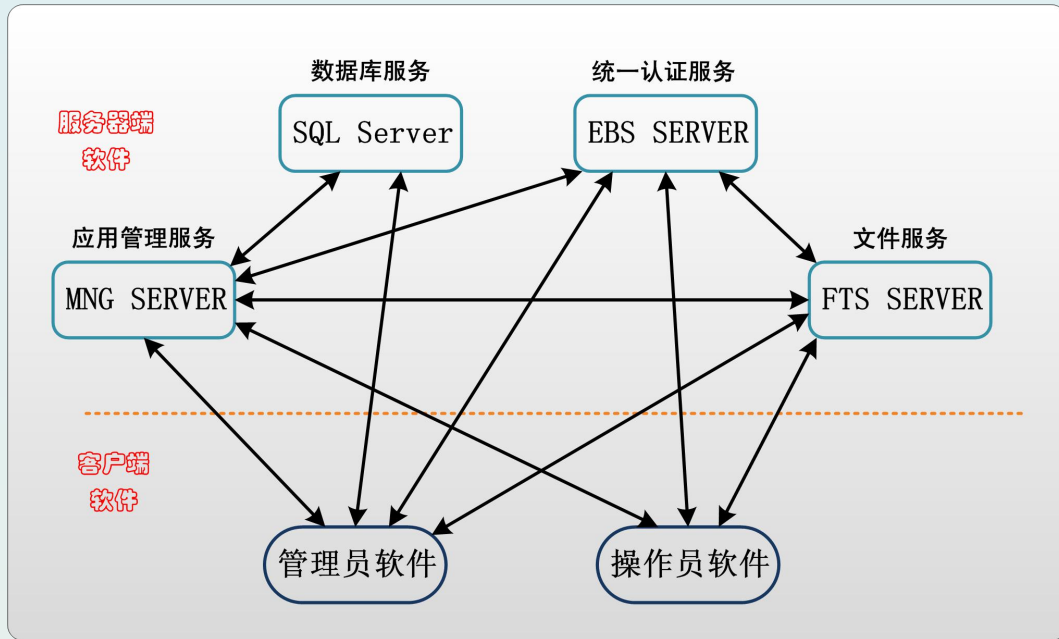 数据库服务
统一认证服务
服务器端
软件
SQL Server
EBS SERVER
应用管理服务
文件服务
MNG SERVER
FTS SERVER
客户端
软件
管理员软件
操作员软件